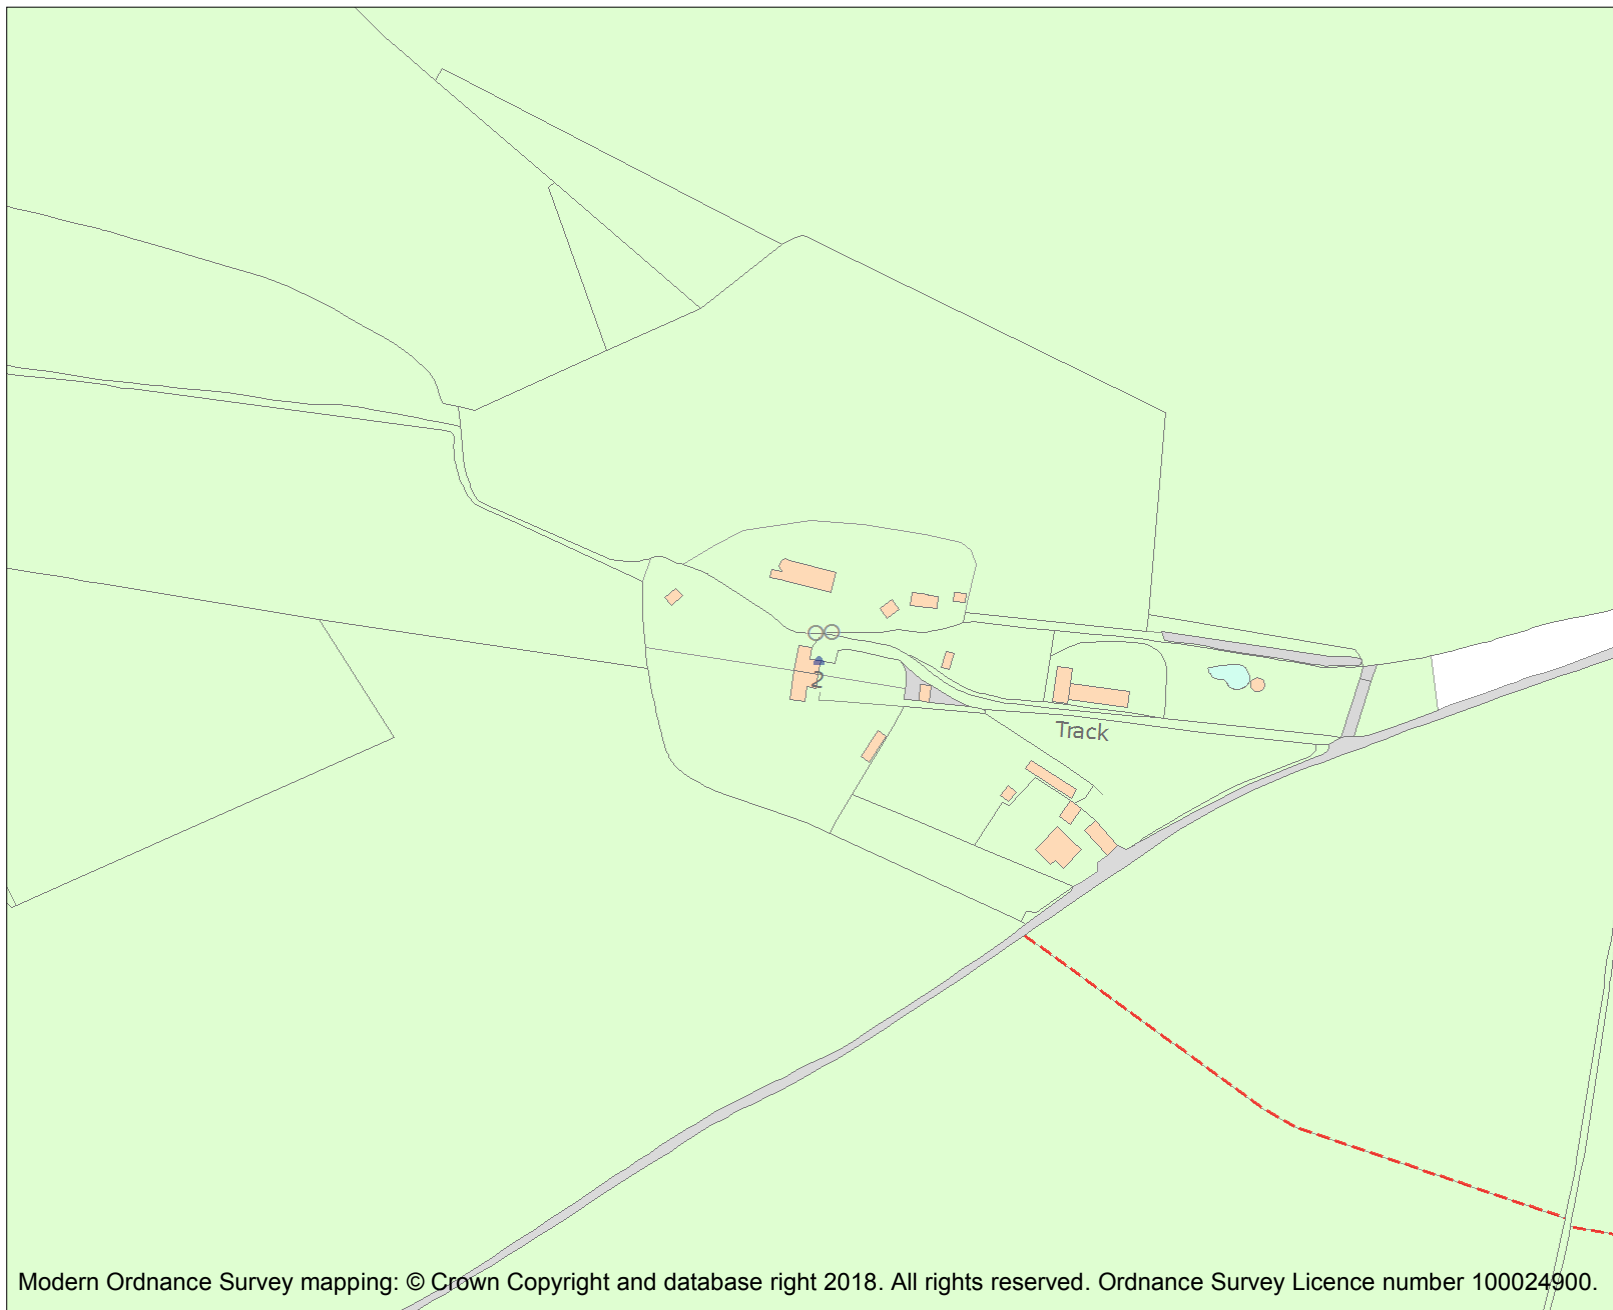 2
Track
Modern Ordnance Survey mapping: © Crown Copyright and database right 2018. All rights reserved. Ordnance Survey Licence number 100024900.